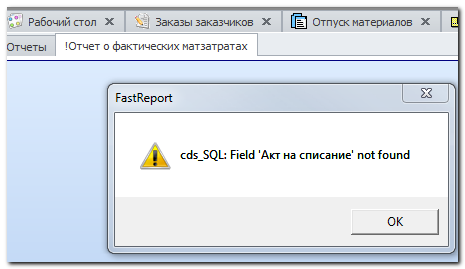 Рабочий стол
Заказы заказчиков
Отпуск материалов
Отчеты
!Отчет о фактических матзатратах
FastReport
cds_SQL: Field 'Акт на списание' not found
OK